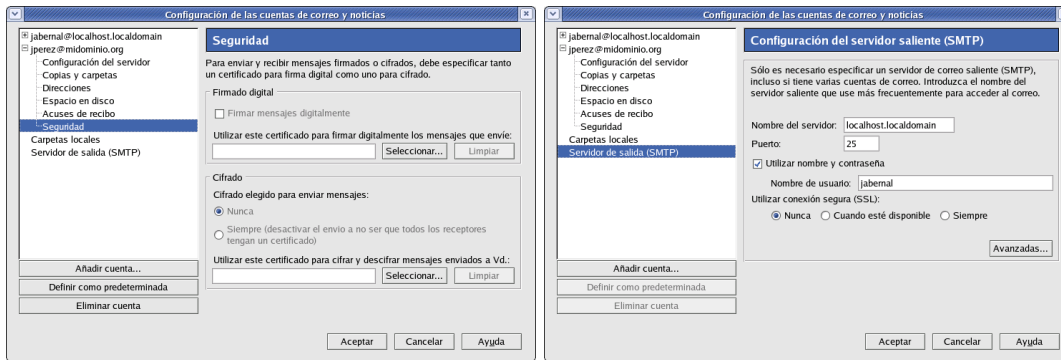 Configuración de las cuentas de correo y noticias
jabernal@localhost.localdomain
jperez@midominio.org
Configuración del servidor
Copias y carpetas
Direcciones
Espacio en disco
Acuses de recibo
Seguridad
Carpetas locales
Servidor de salida (SMTP)
Añadir cuenta...
Definir como predeterminada
Eliminar cuenta
Seguridad
Para enviar y recibir mensajes firmados o cifrados, debe especificar tanto
un certificado para firma digital como uno para cifrado.
Firmado digital
Firmar mensajes digitalmente
Utilizar este certificado para firmar digitalmente los mensajes que envíe:
Seleccionar... Limpiar
Cifrado
Cifrado elegido para enviar mensajes:
Nunca
Siempre (desactivar el envio a no ser que todos los receptores
tengan un certificado)
Utilizar este certificado para cifrar y descifrar mensajes enviados a Vd.:
Seleccionar... Limpiar
Aceptar Cancelar Ayuda
Configuración de las cuentas de correo y noticias
jabernal@localhost.localdomain
jperez@midominio.org
Configuración del servidor
Copias y carpetas
Direcciones
Espacio en disco
Acuses de recibo
Seguridad
Carpetas locales
Servidor de salida (SMTP)
Añadir cuenta...
Definir como predeterminada
Eliminar cuenta
Configuración del servidor saliente (SMTP)
Sólo es necesario especificar un servidor de correo saliente (SMTP),
incluso si tiene varias cuentas de correo. Introduzca el nombre del
servidor saliente que use más frecuentemente para acceder al correo.
Nombre del servidor: localhost.localdomain
Puerto: 25
Utilizar nombre y contraseña
Nombre de usuario: jabernal
Utilizar conexión segura (SSL):
Nunca Cuando esté disponible Siempre
Avanzadas...
Aceptar Cancelar Ayuda